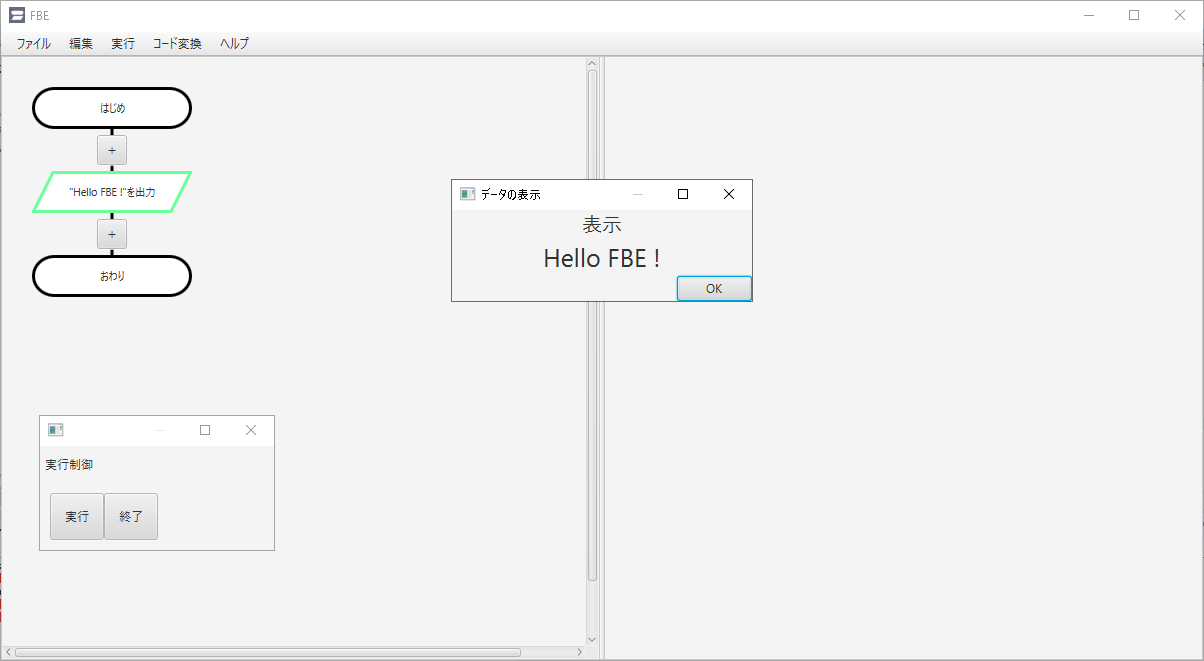 FBE
ファイル 編集 実行 コード変換 ヘルプ
はじめ
+
"Hello FBE !"を出力
+
おわり
データの表示
表示
Hello FBE !
OK
実行制御
実行 終了